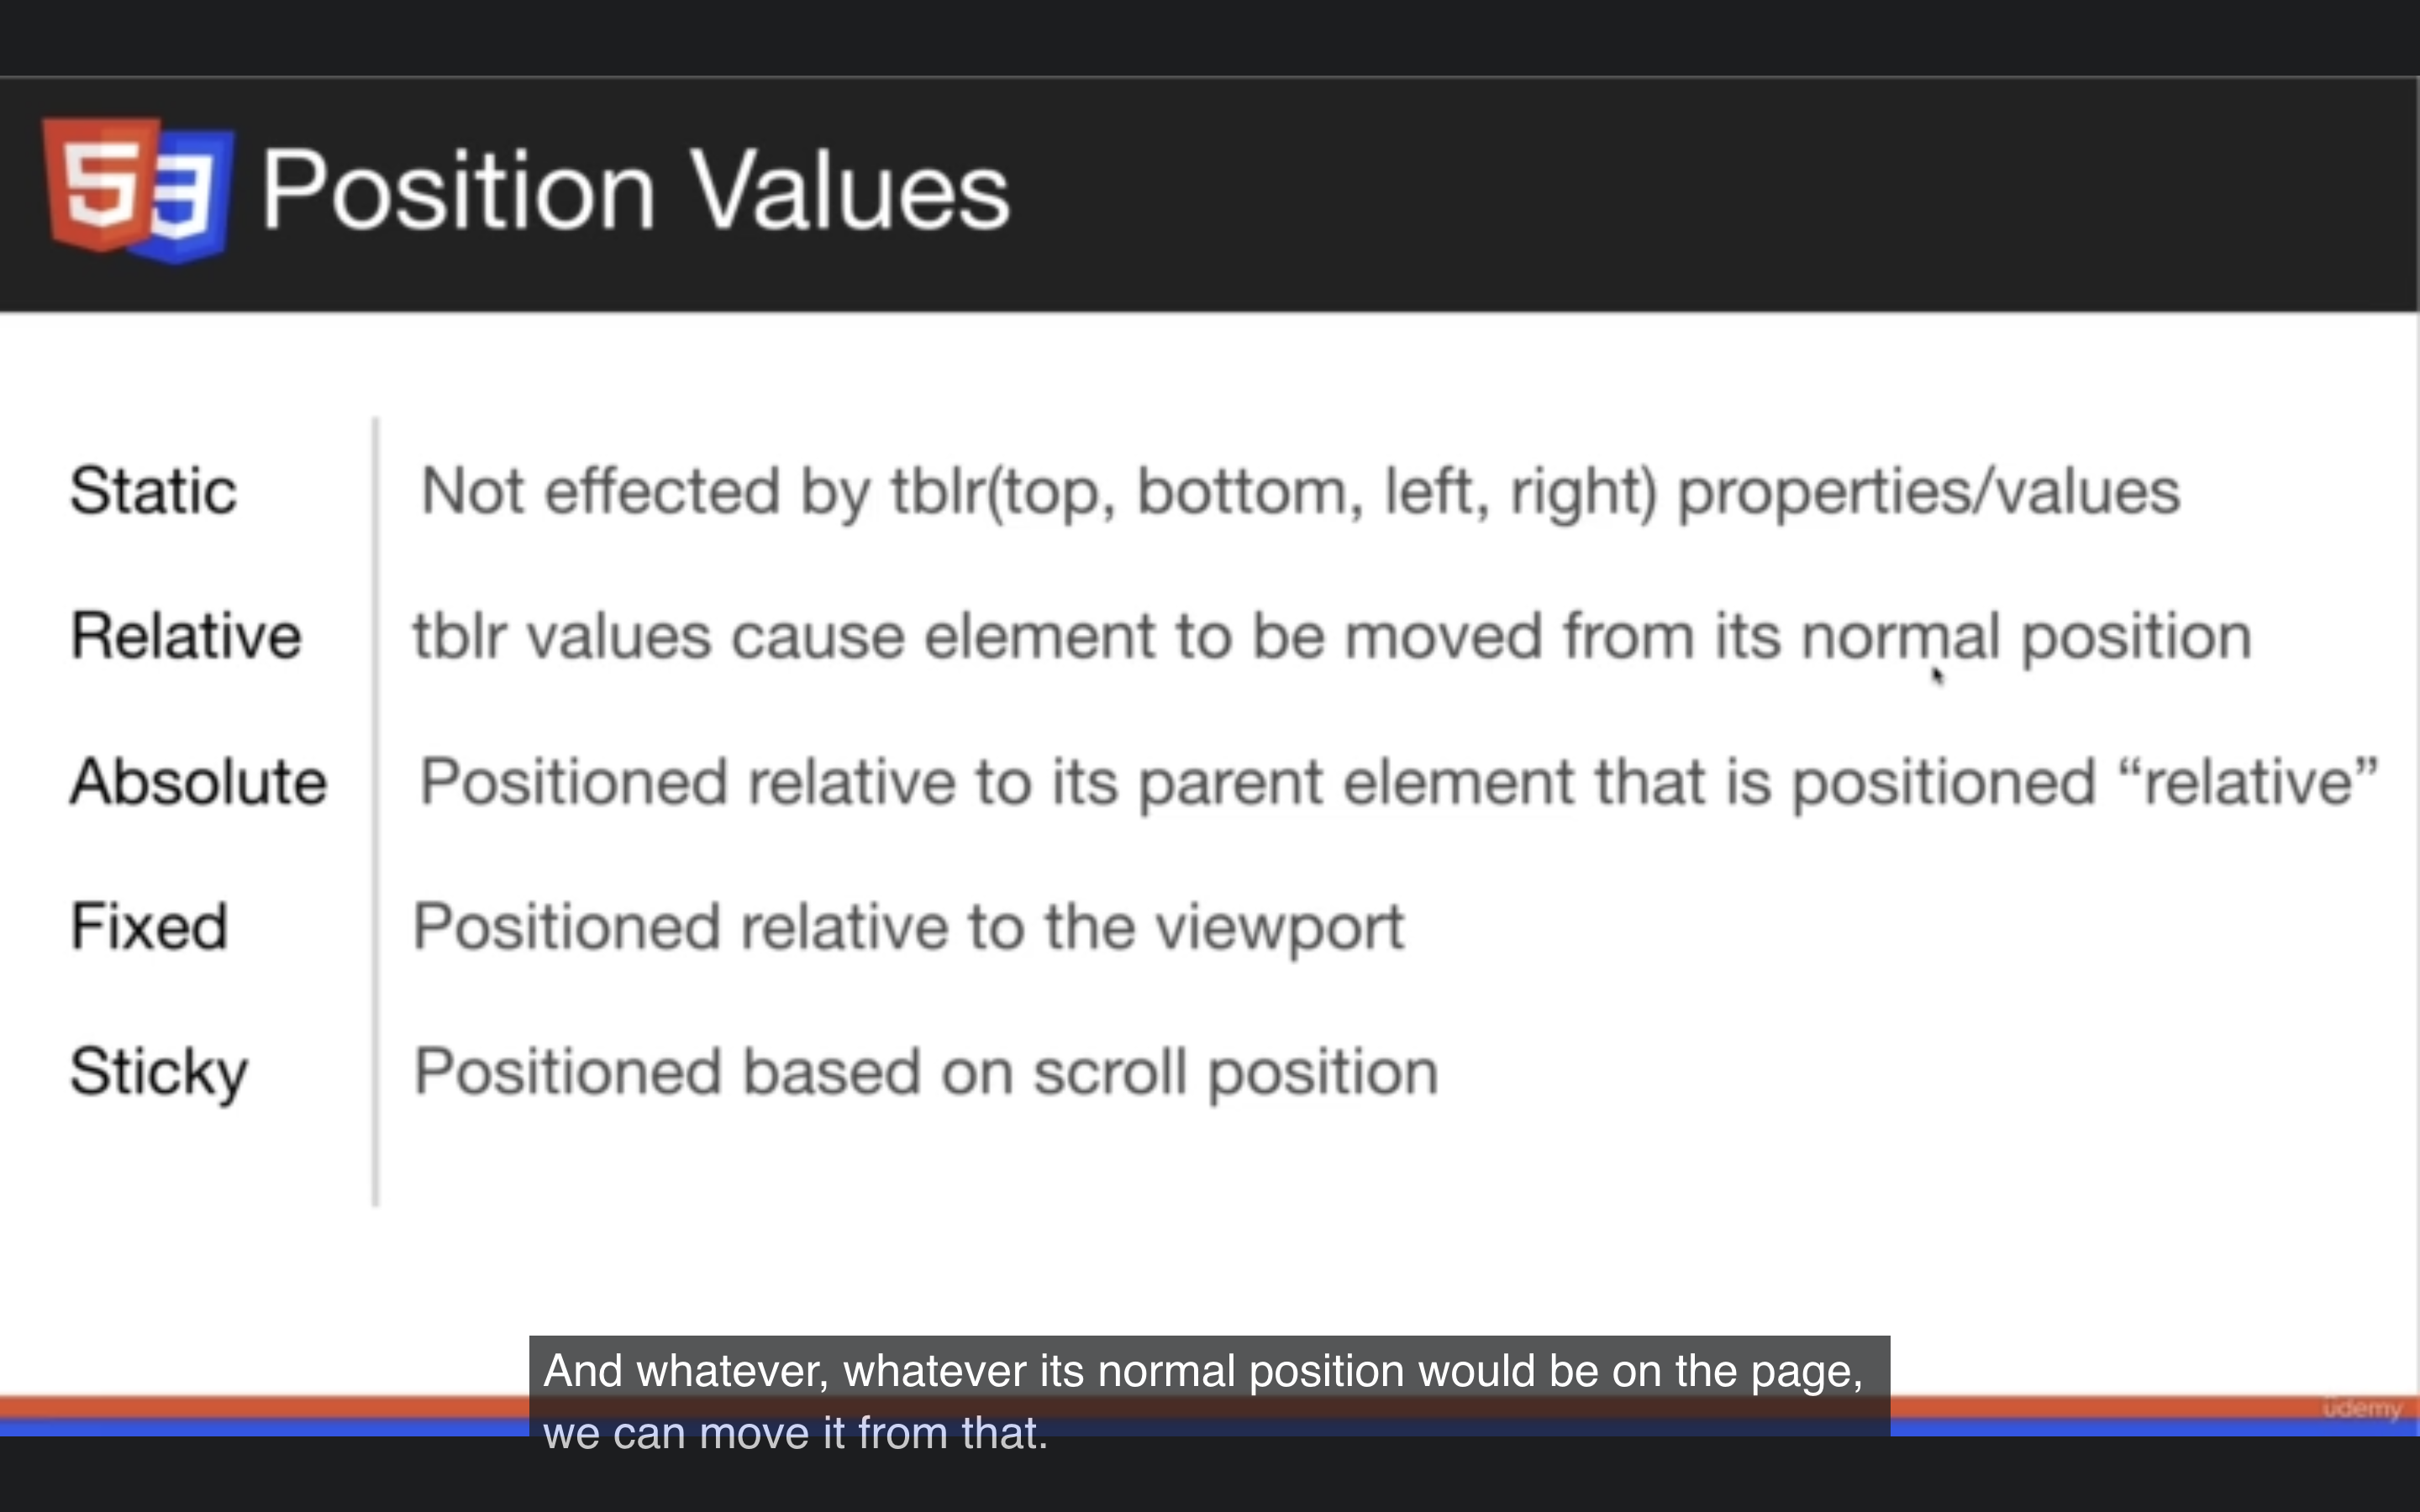 5 3 Position Values
Static Not effected by tblr(top, bottom, left, right) properties/values
Relative tblr values cause element to be moved from its normal position
Absolute Positioned relative to its parent element that is positioned “relative”
Fixed Positioned relative to the viewport
Sticky Positioned based on scroll position
And whatever, whatever its normal position would be on the page,
we can move it from that.
udemy